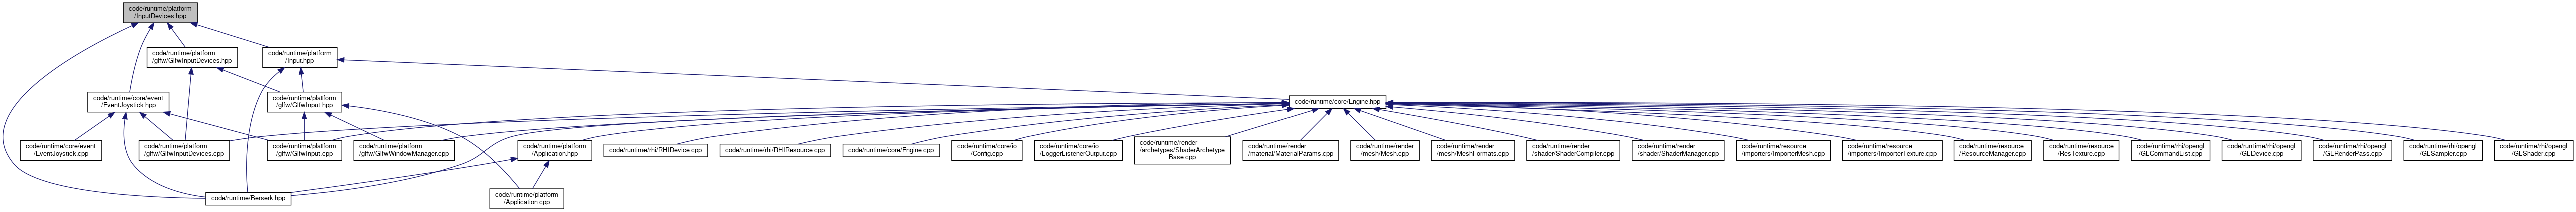 code/runtime/platform
/InputDevices.hpp
code/runtime/platform
/glfw/GlfwInputDevices.hpp
code/runtime/platform
/Input.hpp
code/runtime/core/event
/EventJoystick.hpp
code/runtime/platform
/glfw/GlfwInput.hpp
code/runtime/core/Engine.hpp
code/runtime/core/event
/EventJoystick.cpp
code/runtime/platform
/glfw/GlfwInputDevices.cpp
code/runtime/platform
/glfw/GlfwInput.cpp
code/runtime/platform
/glfw/GlfwWindowManager.cpp
code/runtime/platform
/Application.hpp
code/runtime/rhi/RHIDevice.cpp
code/runtime/rhi/RHIResource.cpp
code/runtime/core/Engine.cpp
code/runtime/core/io
/Config.cpp
code/runtime/core/io
/LoggerListenerOutput.cpp
code/runtime/render
/archetypes/ShaderArchetype
Base.cpp
code/runtime/render
/material/MaterialParams.cpp
code/runtime/render
/mesh/Mesh.cpp
code/runtime/render
/mesh/MeshFormats.cpp
code/runtime/render
/shader/ShaderCompiler.cpp
code/runtime/render
/shader/ShaderManager.cpp
code/runtime/resource
/importers/ImporterMesh.cpp
code/runtime/resource
/importers/ImporterTexture.cpp
code/runtime/resource
/ResourceManager.cpp
code/runtime/resource
/ResTexture.cpp
code/runtime/rhi/opengl
/GLCommandList.cpp
code/runtime/rhi/opengl
/GLDevice.cpp
code/runtime/rhi/opengl
/GLRenderPass.cpp
code/runtime/rhi/opengl
/GLSampler.cpp
code/runtime/rhi/opengl
/GLShader.cpp
code/runtime/Berserk.hpp
code/runtime/platform
/Application.cpp